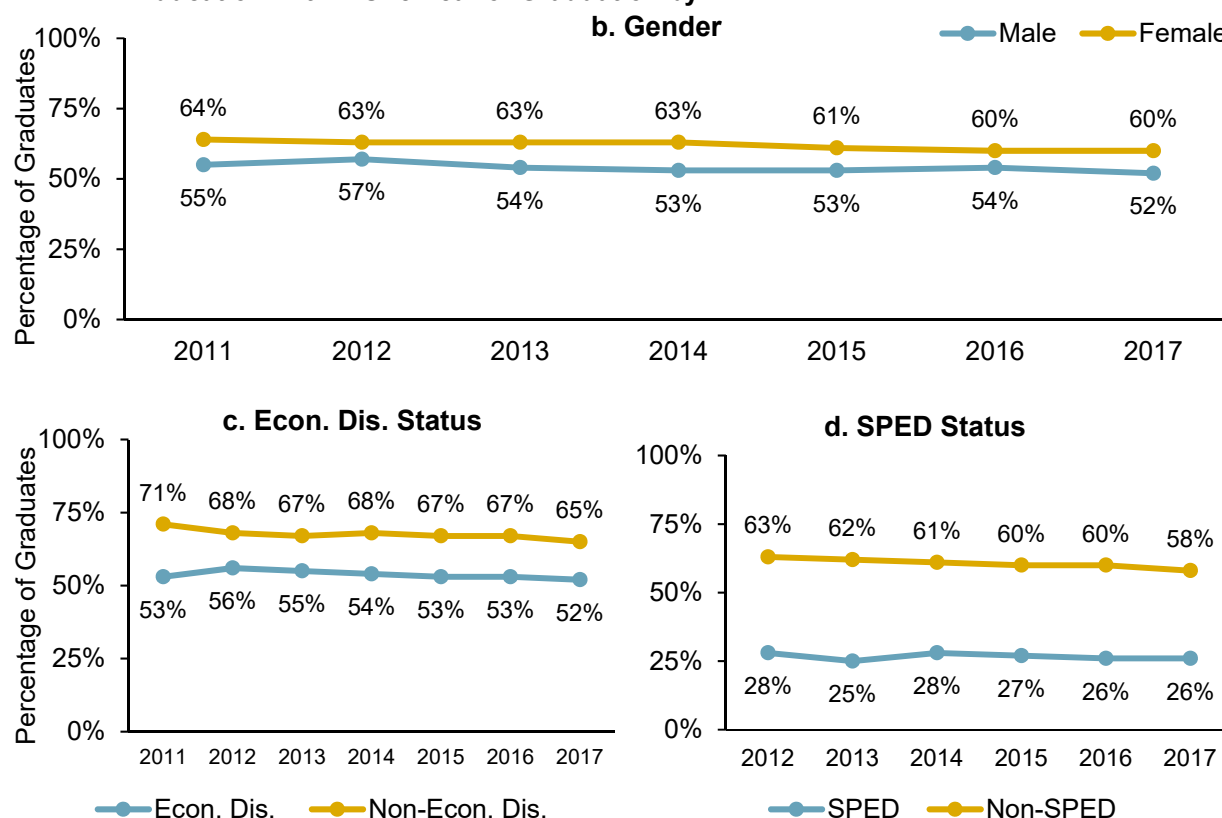 b. Gender
Male Female
Percentage of Graduates
100%
75%
50%
25%
0%
64% 63% 63% 63% 61% 60% 60%
55% 57% 54% 53% 53% 54% 52%
2011 2012 2013 2014 2015 2016 2017
c. Econ. Dis. Status
Percentage of Graduates
100%
75%
50%
25%
0%
71% 68% 67% 68% 67% 67% 65%
53% 56% 55% 54% 53% 53% 52%
2011 2012 2013 2014 2015 2016 2017
Econ. Dis. Non-Econ. Dis.
d. SPED Status
100%
75%
50%
25%
0%
63% 62% 61% 60% 60% 58%
28% 25% 28% 27% 26% 26%
2012 2013 2014 2015 2016 2017
SPED Non-SPED